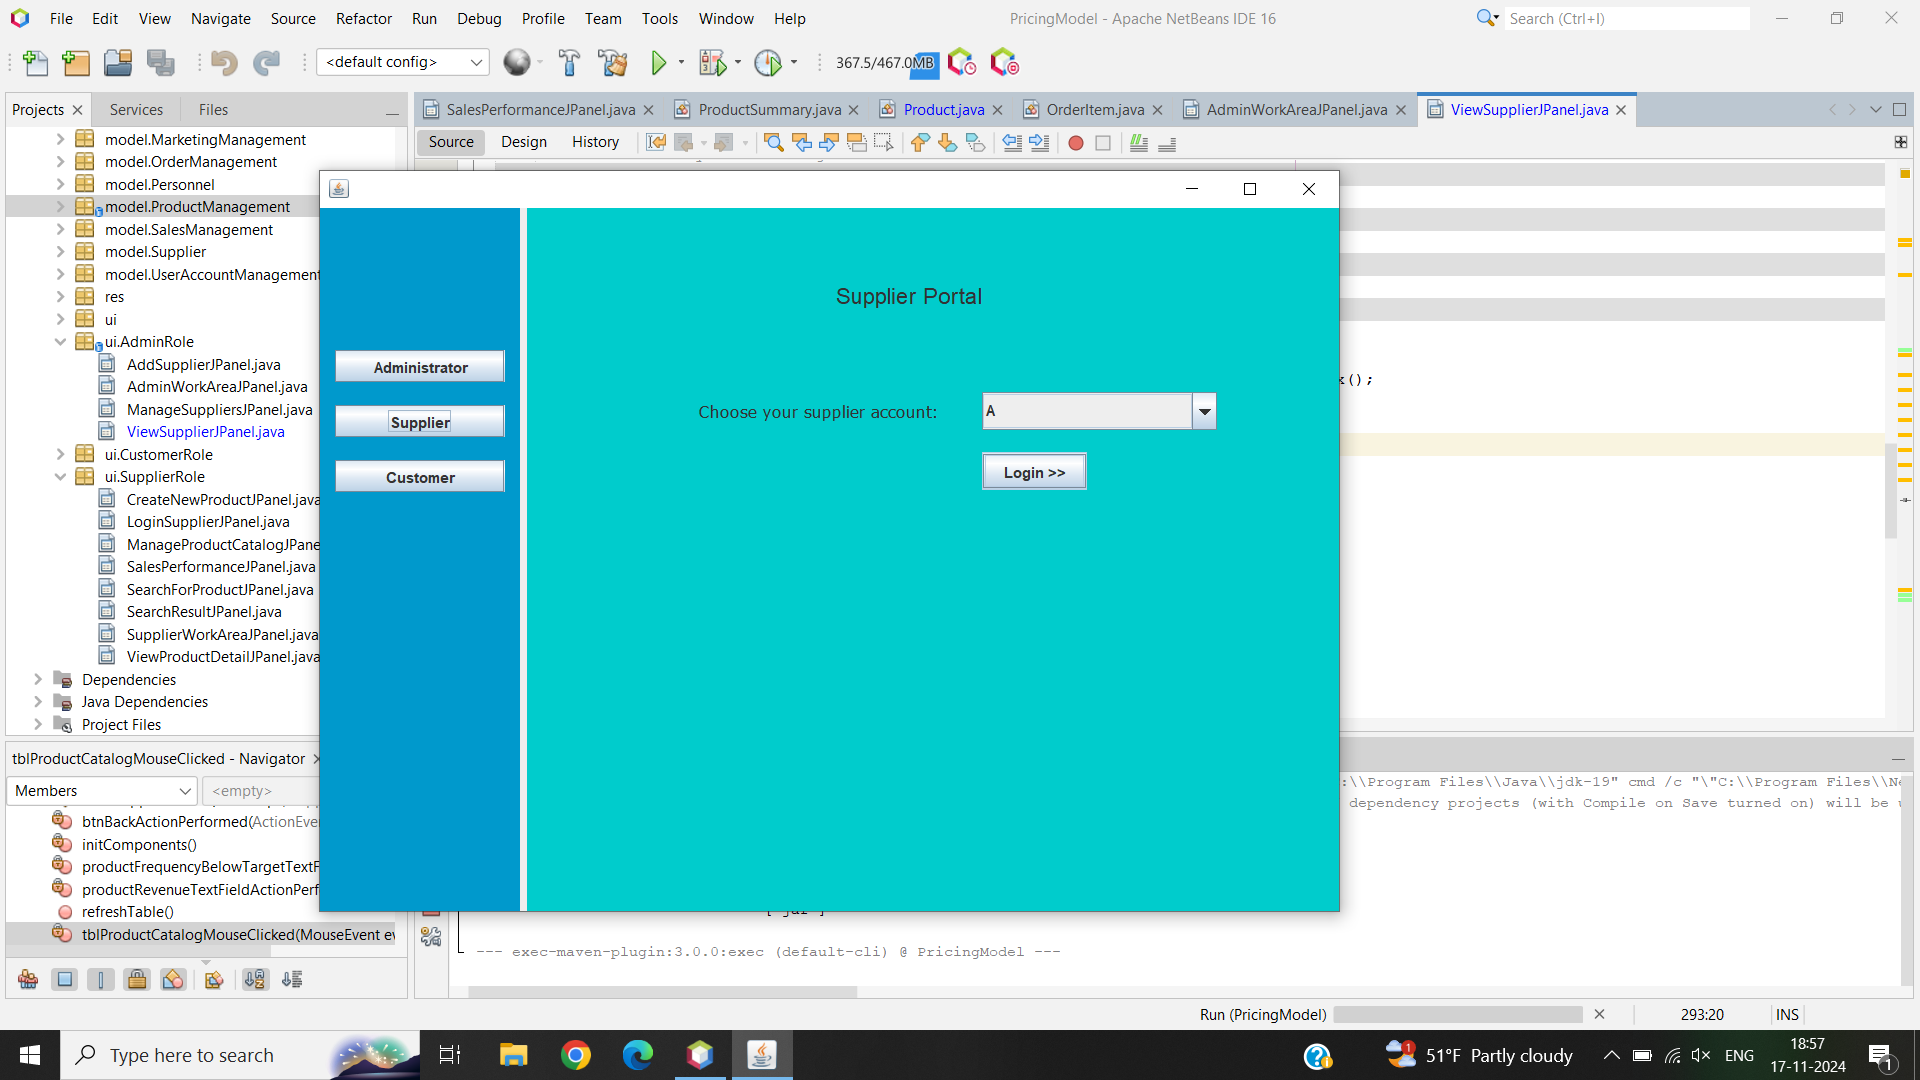 File Edit View Navigate Source Refactor Run Debug Profile Team Tools Window Help
PricingModel - Apache NetBeans IDE 16
Search (Ctrl+I)
<default config>
367.5/467.0MB
Projects Services Files
SalesPerformanceJPanel.java ProductSummary.java Product.java OrderItem.java AdminWorkAreaJPanel.java ViewSupplierJPanel.java
Source Design History
model.MarketingManagement
model.OrderManagement
model.Personnel
model.ProductManagement
model.SalesManagement
model.Supplier
model.UserAccountManagement
res
ui
ui.AdminRole
AddSupplierJPanel.java
AdminWorkAreaJPanel.java
ManageSuppliersJPanel.java
ViewSupplierJPanel.java
ui.CustomerRole
ui.SupplierRole
CreateNewProductJPanel.java
LoginSupplierJPanel.java
ManageProductCatalogJPane
SalesPerformanceJPanel.java
SearchForProductJPanel.java
SearchResultJPanel.java
SupplierWorkAreaJPanel.java
ViewProductDetailJPanel.java
Dependencies
Java Dependencies
Project Files
Administrator
Supplier
Customer
Supplier Portal
Choose your supplier account:
A
Login >>
();
tblProductCatalogMouseClicked - Navigator
Members
<empty>
btnBackActionPerformed(ActionEve
initComponents()
productFrequencyBelowTargetTextF
productRevenueTextFieldActionPerf
refreshTable()
tblProductCatalogMouseClicked(MouseEvent ev
:\\Program Files\\Java\\jdk-19" cmd /c "\"C:\\Program Files\\Ne
dependency projects (with Compile on Save turned on) will be u
[ jar ]
--- exec-maven-plugin:3.0.0:exec (default-cli) @ PricingModel ---
Run (PricingModel)
293:20
INS
Type here to search
51°F Partly cloudy
ENG
18:57
17-11-2024
1
1